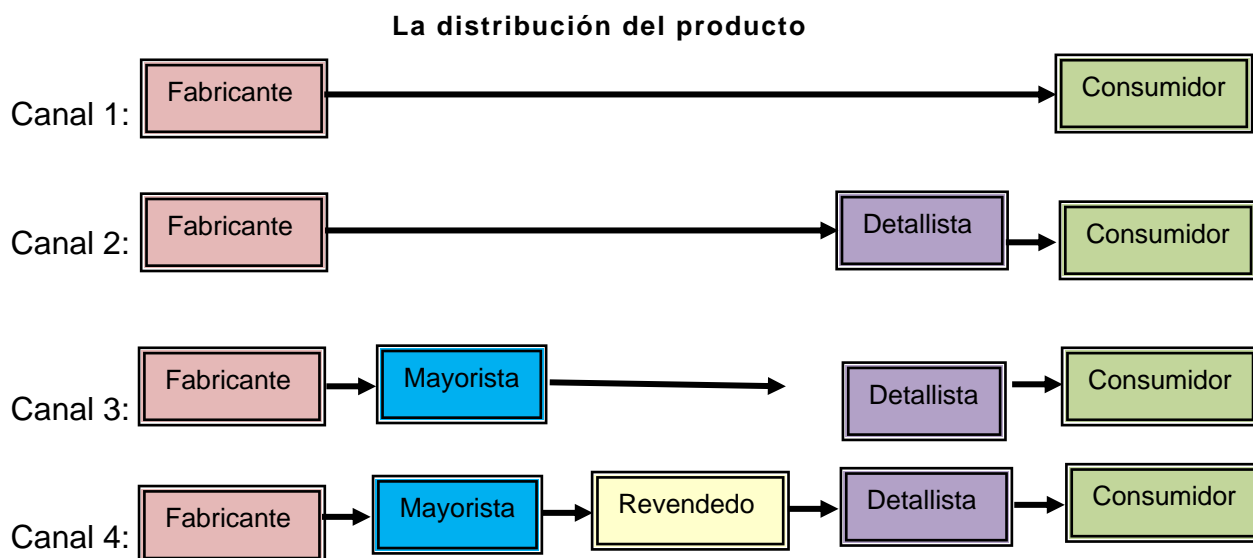 La distribución del producto
Canal 1: Fabricante Consumidor
Canal 2: Fabricante Detallista Consumidor
Canal 3: Fabricante Mayorista Detallista Consumidor
Canal 4: Fabricante Mayorista Revendedo Detallista Consumidor